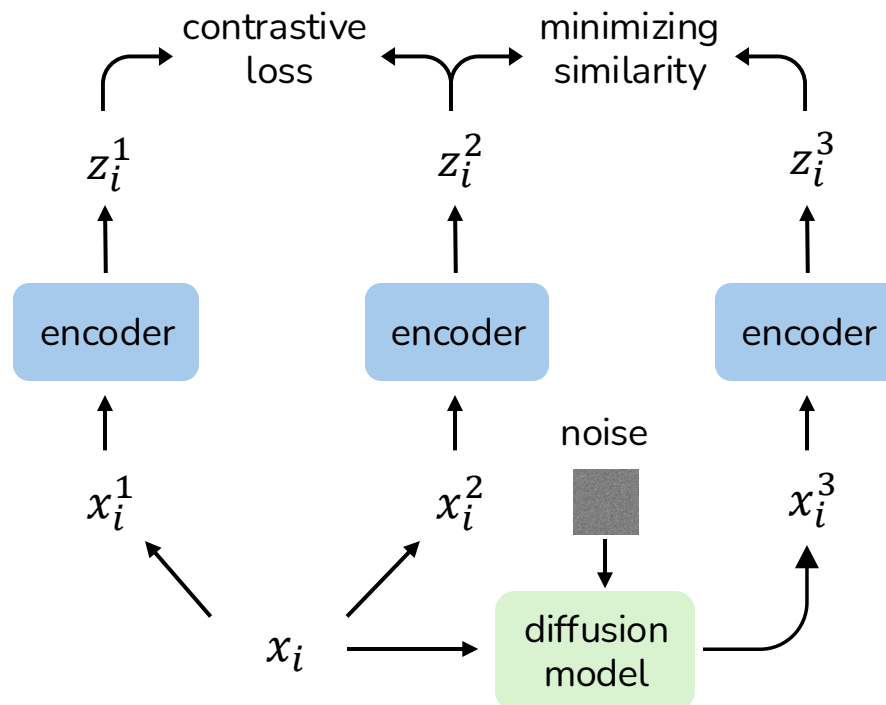 contrastive
loss
minimizing
similarity
z_i^1
z_i^2
z_i^3
encoder
encoder
encoder
noise
x_i^1
x_i^2
x_i^3
x_i
diffusion
model